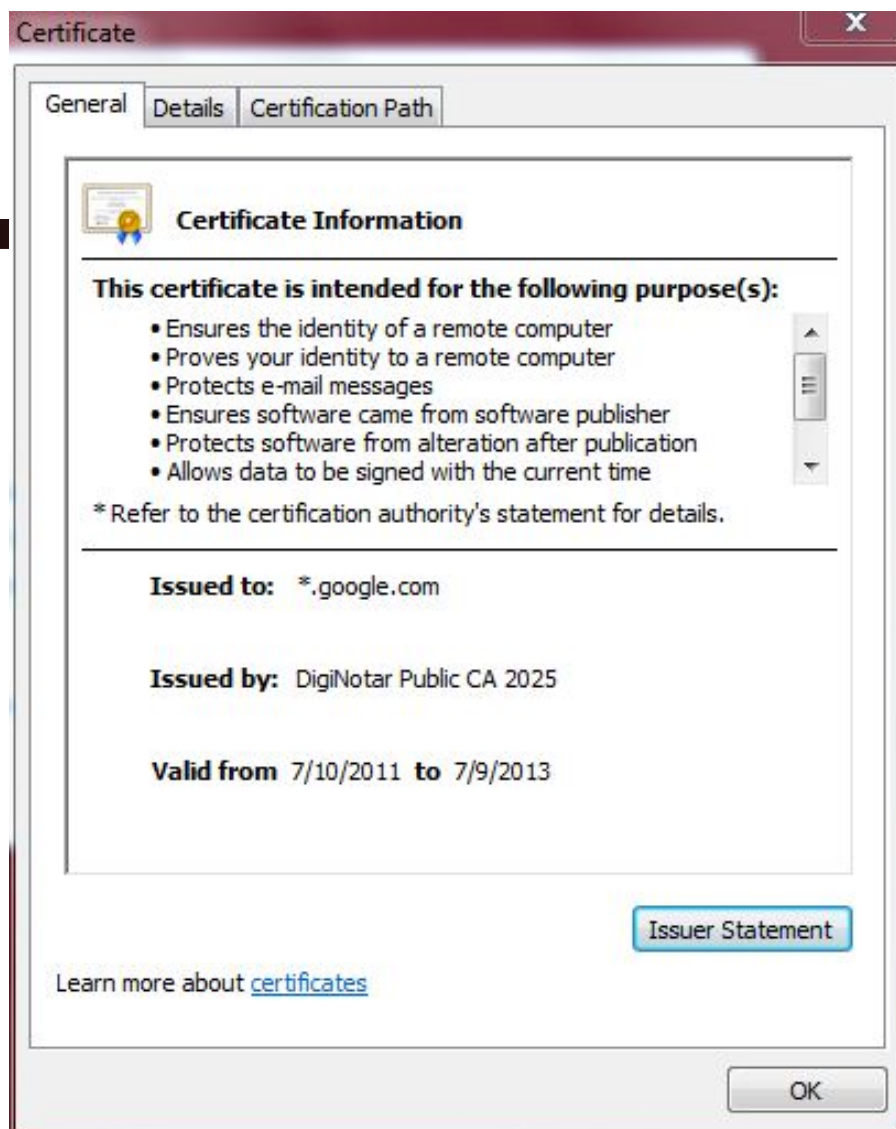 Certificate
General Details Certification Path
Certificate Information
This certificate is intended for the following purpose(s):
• Ensures the identity of a remote computer
• Proves your identity to a remote computer
• Protects e-mail messages
• Ensures software came from software publisher
• Protects software from alteration after publication
• Allows data to be signed with the current time
* Refer to the certification authority's statement for details.
Issued to: *.google.com
Issued by: DigiNotar Public CA 2025
Valid from 7/10/2011 to 7/9/2013
Issuer Statement
Learn more about certificates
OK